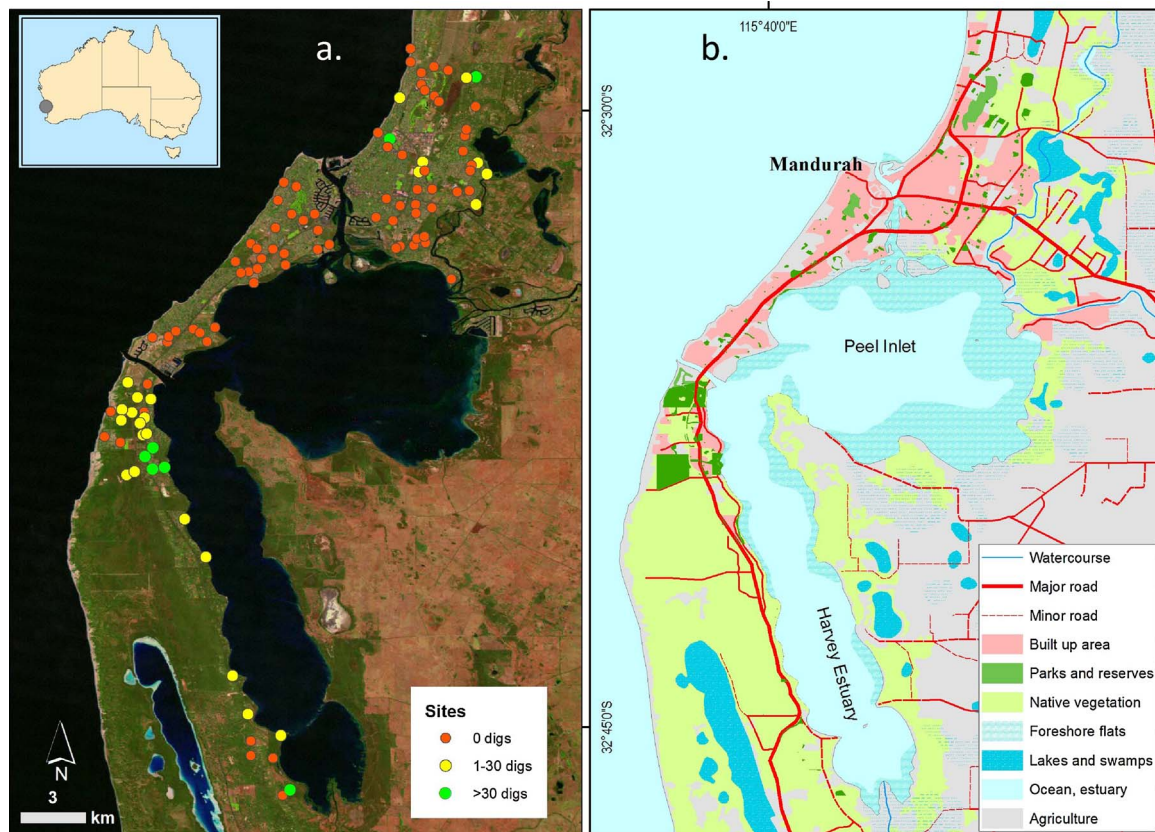 a.
N
3
km
Sites
0 digs
1-30 digs
>30 digs
115°40'0"E
32°30'0"S
32°45'0"S
b.
Mandurah
Peel Inlet
Harvey Estuary
Watercourse
Major road
Minor road
Built up area
Parks and reserves
Native vegetation
Foreshore flats
Lakes and swamps
Ocean, estuary
Agriculture